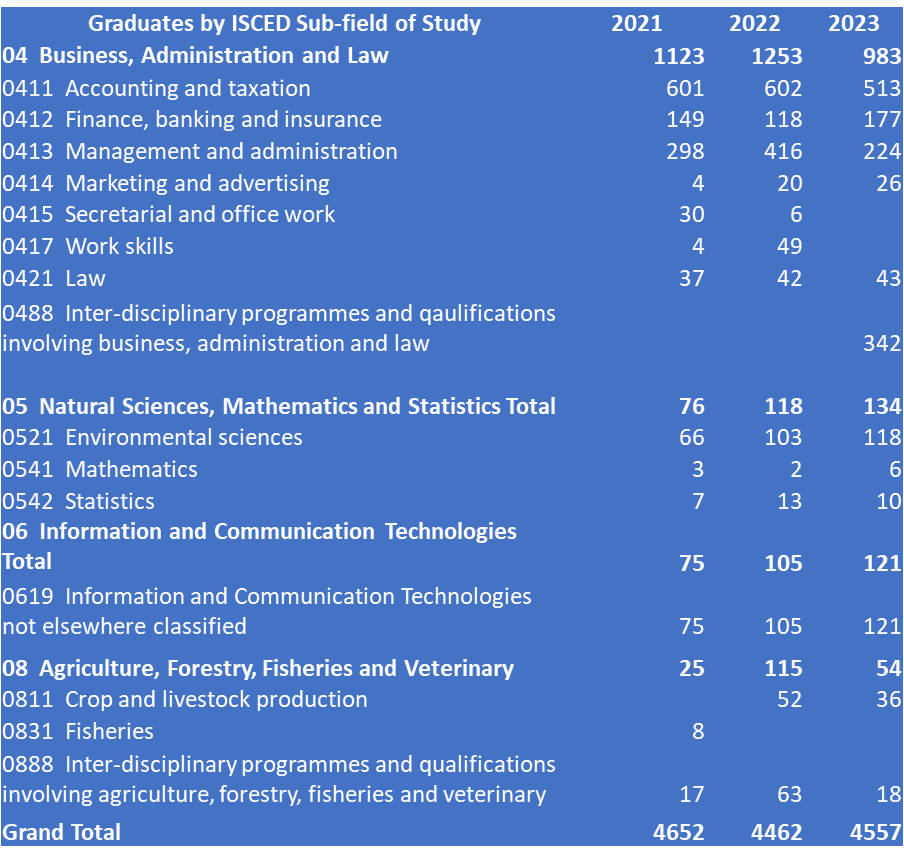 Graduates by ISCED Sub-field of Study 2021 2022 2023
04 Business, Administration and Law 1123 1253 983
0411 Accounting and taxation 601 602 513
0412 Finance, banking and insurance 149 118 177
0413 Management and administration 298 416 224
0414 Marketing and advertising 4 20 26
0415 Secretarial and office work 30 6
0417 Work skills 4 49
0421 Law 37 42 43
0488 Inter-disciplinary programmes and qaulifications
involving business, administration and law 342
05 Natural Sciences, Mathematics and Statistics Total 76 118 134
0521 Environmental sciences 66 103 118
0541 Mathematics 3 2 6
0542 Statistics 7 13 10
06 Information and Communication Technologies
Total 75 105 121
0619 Information and Communication Technologies
not elsewhere classified 75 105 121
08 Agriculture, Forestry, Fisheries and Veterinary 25 115 54
0811 Crop and livestock production 52 36
0831 Fisheries 8
0888 Inter-disciplinary programmes and qualifications
involving agriculture, forestry, fisheries and veterinary 17 63 18
Grand Total 4652 4462 4557